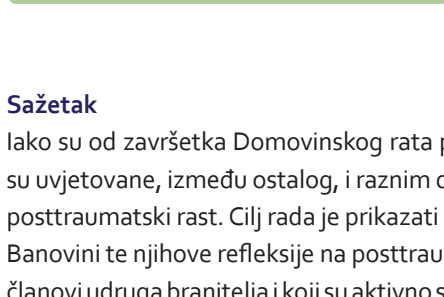 Sažetak
Iako su od završetka Domovinskog rata
su uvjetovane, između ostalog, i raznim
posttraumatski rast. Cilj rada je prikazati
Banovini te njihove refleksije na posttrau
članovi udruga branitelja i koji su aktivno s